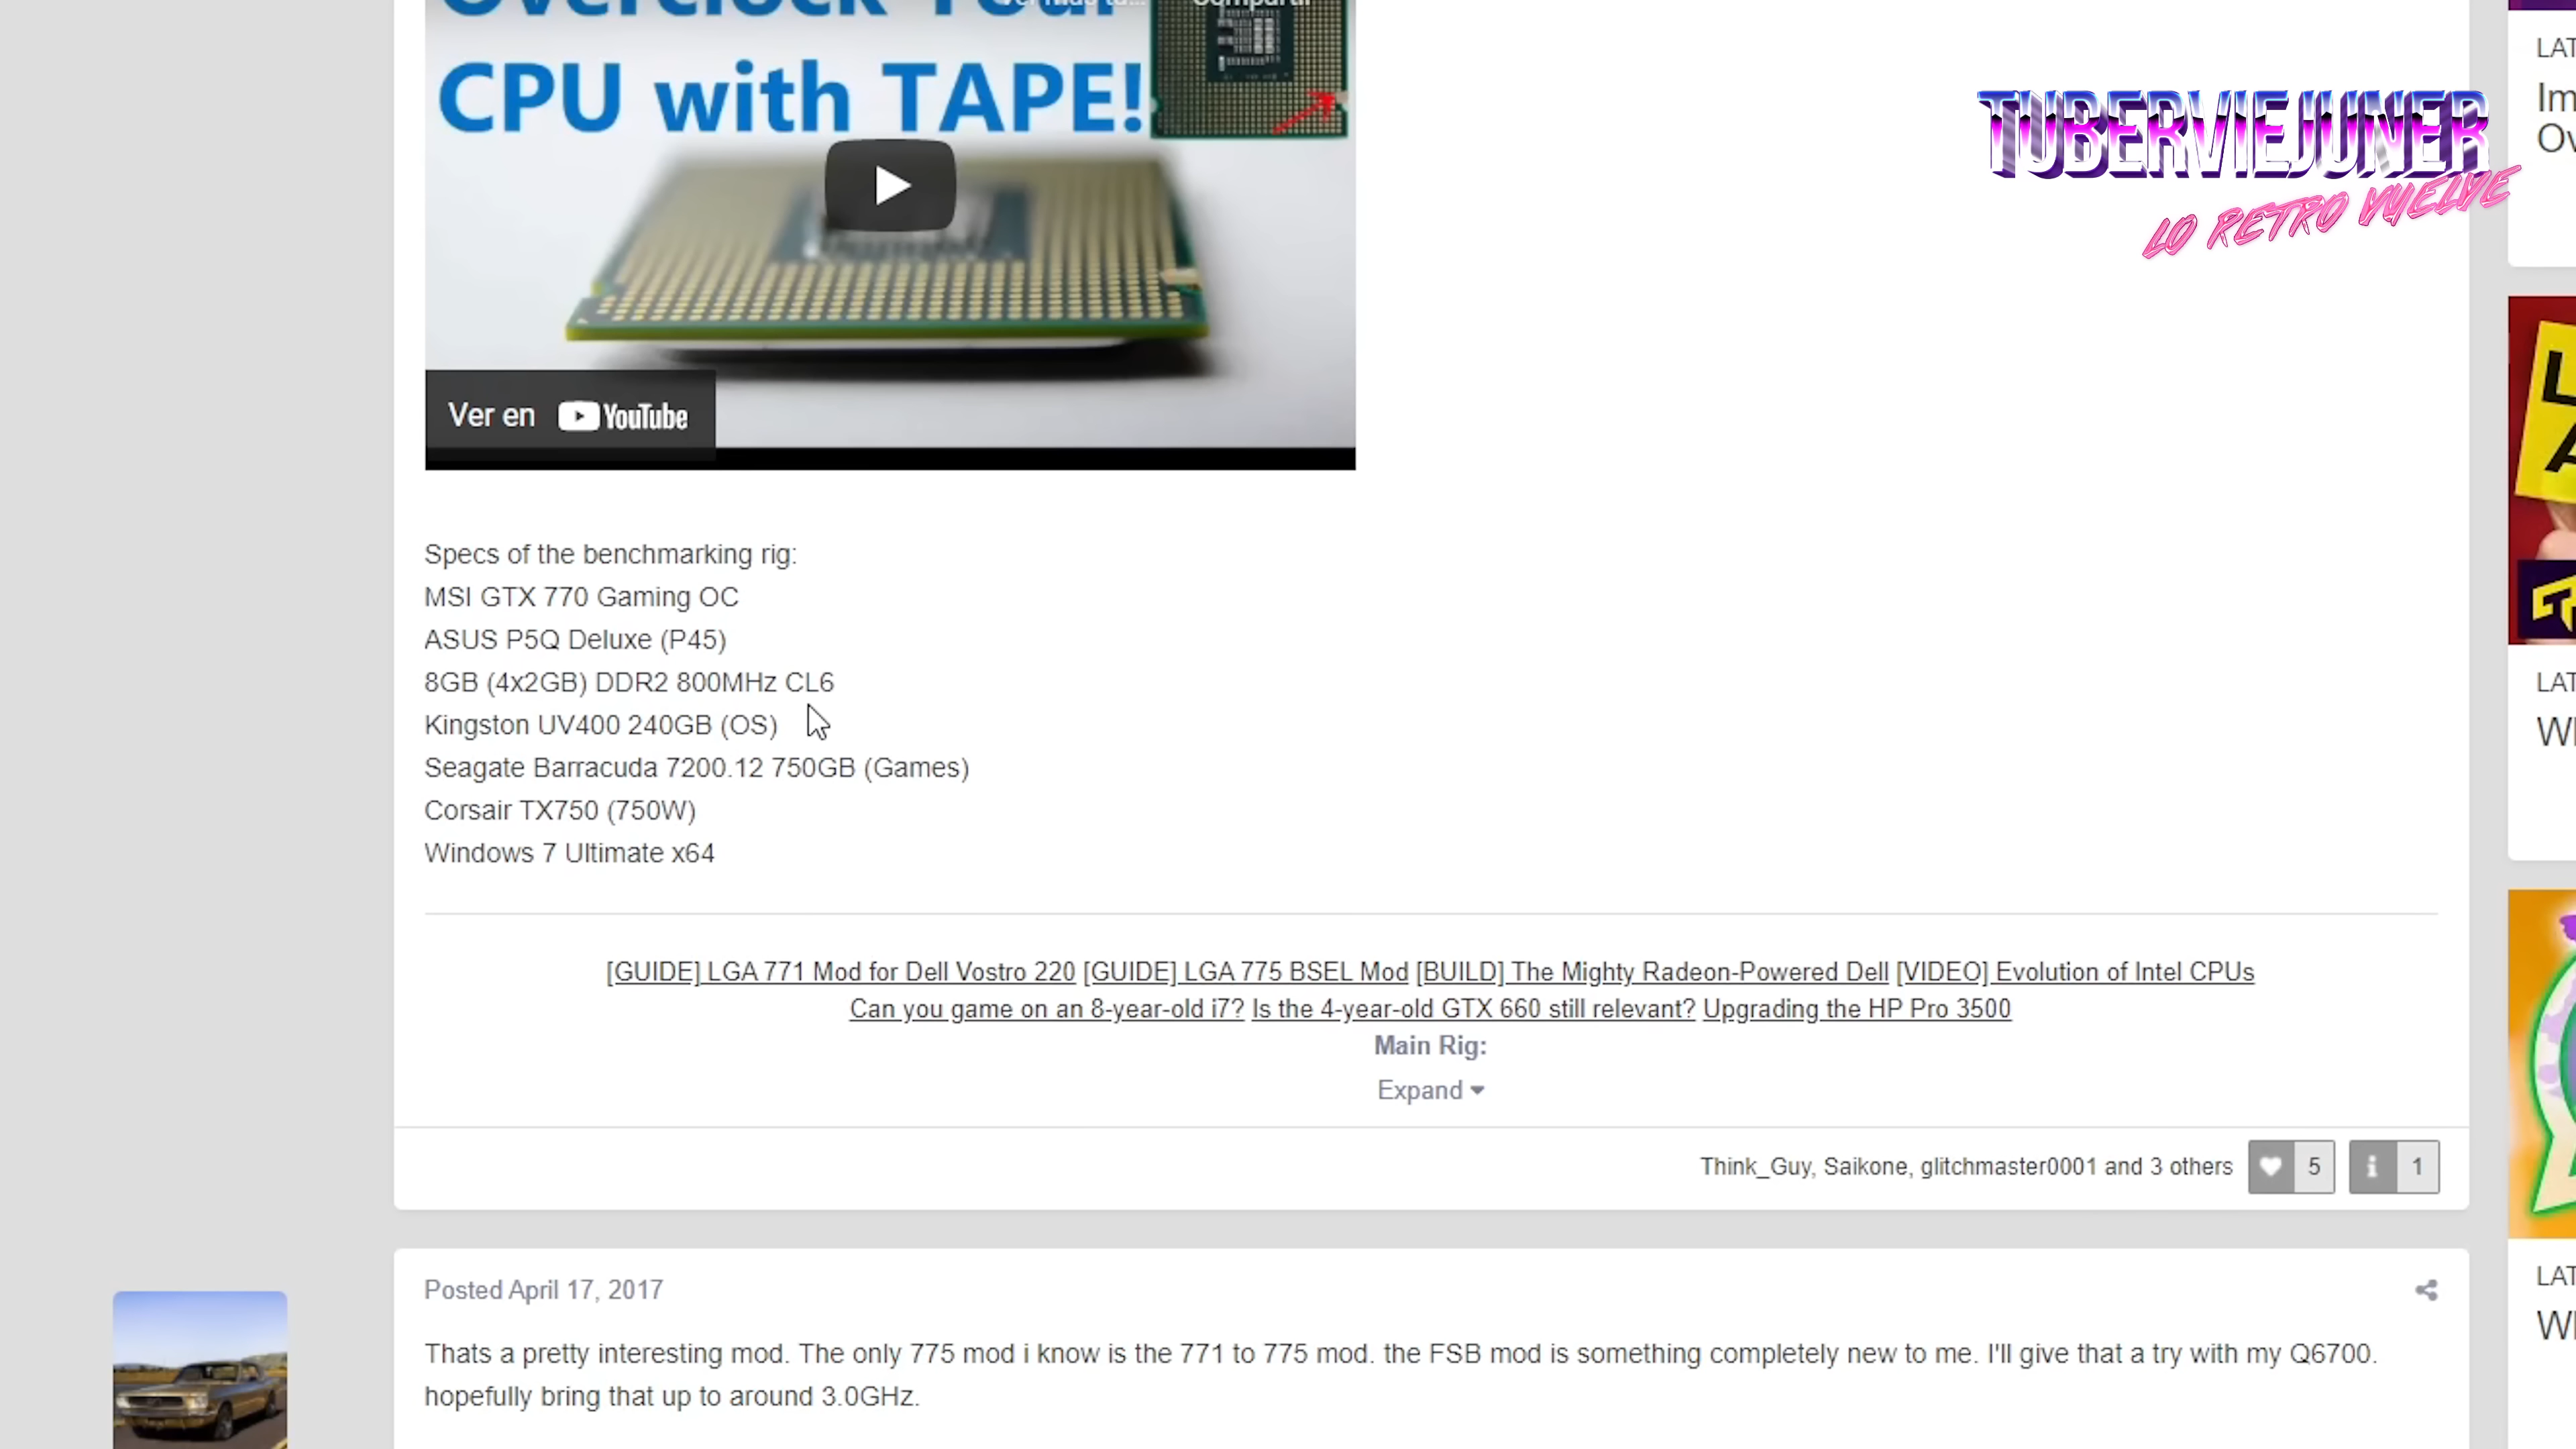 Overclock Your
CPU with TAPE!
Compartir
TUBERVIEJUNER
LO RETRO VUELVE
Ver en YouTube
Specs of the benchmarking rig:
MSI GTX 770 Gaming OC
ASUS P5Q Deluxe (P45)
8GB (4x2GB) DDR2 800MHz CL6
Kingston UV400 240GB (OS)
Seagate Barracuda 7200.12 750GB (Games)
Corsair TX750 (750W)
Windows 7 Ultimate x64
[GUIDE] LGA 771 Mod for Dell Vostro 220 [GUIDE] LGA 775 BSEL Mod [BUILD] The Mighty Radeon-Powered Dell [VIDEO] Evolution of Intel CPUs
Can you game on an 8-year-old i7? Is the 4-year-old GTX 660 still relevant? Upgrading the HP Pro 3500
Main Rig:
Expand
Think_Guy, Saikone, glitchmaster0001 and 3 others 5 1
Posted April 17, 2017
Thats a pretty interesting mod. The only 775 mod i know is the 771 to 775 mod. the FSB mod is something completely new to me. I'll give that a try with my Q6700.
hopefully bring that up to around 3.0GHz.
LAT
Im
Ov
LAT
LAT